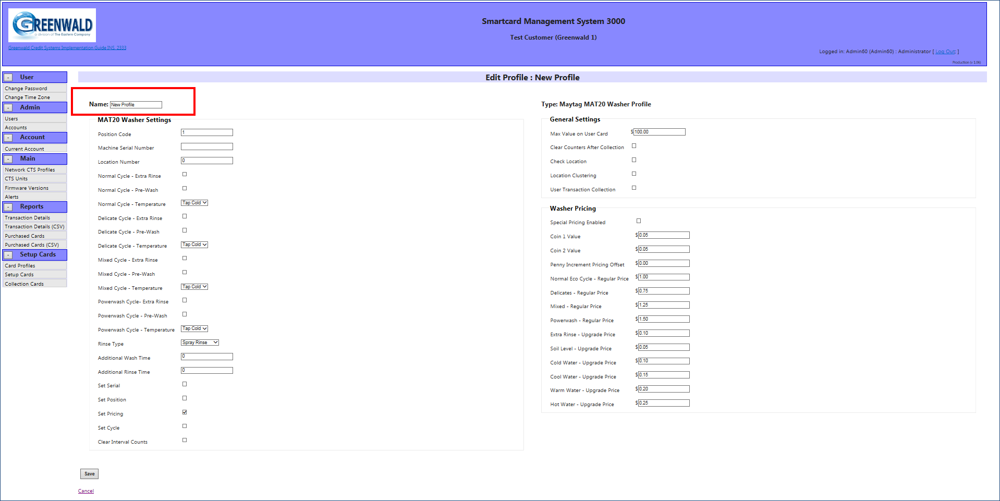 GREENWALD
a division of The Eastern Company
Greenwald Credit Systems Implementation Guide INS. 2333
Smartcard Management System 3000
Test Customer (Greenwald 1)
Logged in: Admin60 (Admin60) : Administrator [ Log Out: ]
Production (v 1.06)
- User
Change Password
Change Time Zone
- Admin
Users
Accounts
- Account
Current Account
- Main
Network CTS Profiles
CTS Units
Firmware Versions
Alerts
- Reports
Transaction Details
Transaction Details (CSV)
Purchased Cards
Purchased Cards (CSV)
- Setup Cards
Card Profiles
Setup Cards
Collection Cards
Edit Profile : New Profile
Name: New Profile
MAT20 Washer Settings
Position Code 1
Machine Serial Number
Location Number 0
Normal Cycle - Extra Rinse
Normal Cycle - Pre-Wash
Normal Cycle - Temperature Tap Cold
Delicate Cycle - Extra Rinse
Delicate Cycle - Pre-Wash
Delicate Cycle - Temperature Tap Cold
Mixed Cycle - Extra Rinse
Mixed Cycle - Pre-Wash
Mixed Cycle - Temperature Tap Cold
Powerwash Cycle- Extra Rinse
Powerwash Cycle - Pre-Wash
Powerwash Cycle - Temperature Tap Cold
Rinse Type Spray Rinse
Additional Wash Time 0
Additional Rinse Time 0
Set Serial
Set Position
Set Pricing
Set Cycle
Clear Interval Counts
Type: Maytag MAT20 Washer Profile
General Settings
Max Value on User Card $100.00
Clear Counters After Collection
Check Location
Location Clustering
User Transaction Collection
Washer Pricing
Special Pricing Enabled
Coin 1 Value $0.05
Coin 2 Value $0.05
Penny Increment Pricing Offset $0.00
Normal Eco Cycle - Regular Price $1.00
Delicates - Regular Price $0.75
Mixed - Regular Price $1.25
Powerwash - Regular Price $1.50
Extra Rinse - Upgrade Price $0.10
Soil Level - Upgrade Price $0.05
Cold Water - Upgrade Price $0.10
Cool Water - Upgrade Price $0.15
Warm Water - Upgrade Price $0.20
Hot Water - Upgrade Price $0.25
Save
Cancel